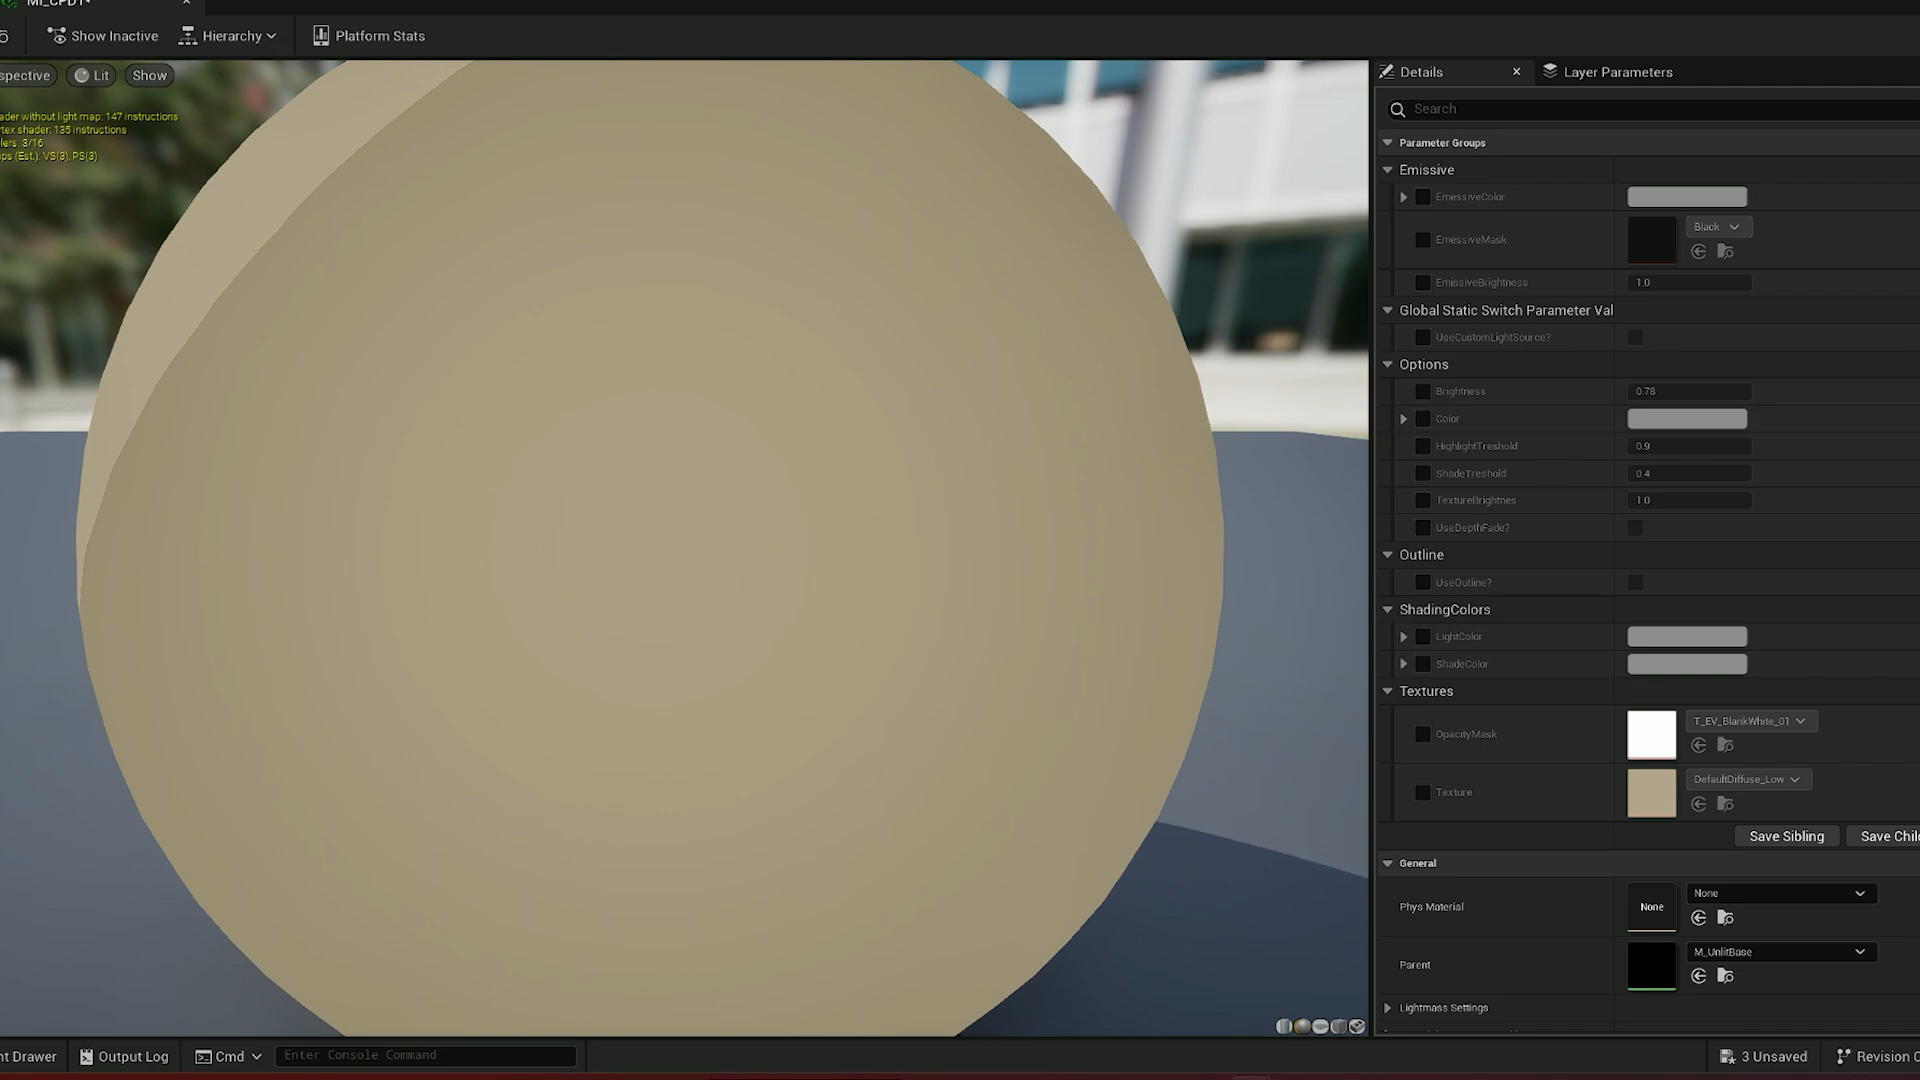 MI_CPD1*
Show Inactive
Hierarchy
Platform Stats
spective
Lit
Show
ader without light map: 147 instructions
rtex shader: 135 instructions
lers: 3/16
ups (Est.): VS(3), PS(3)
Details
Layer Parameters
Search
Parameter Groups
Emissive
EmessiveColor
EmessiveMask
Black
EmissiveBrightness
1.0
Global Static Switch Parameter Val
UseCustomLightSource?
Options
Brightness
0.78
Color
HighlightTreshold
0.9
ShadeTreshold
0.4
TextureBrightnes
1.0
UseDepthFade?
Outline
UseOutline?
ShadingColors
LightColor
ShadeColor
Textures
OpacityMask
T_EV_BlankWhite_01
Texture
DefaultDiffuse_Low
Save Sibling
Save Chil
General
Phys Material
None
None
Parent
M_UnlitBase
Lightmass Settings
nt Drawer
Output Log
Cmd
Enter Console Command
3 Unsaved
Revision C